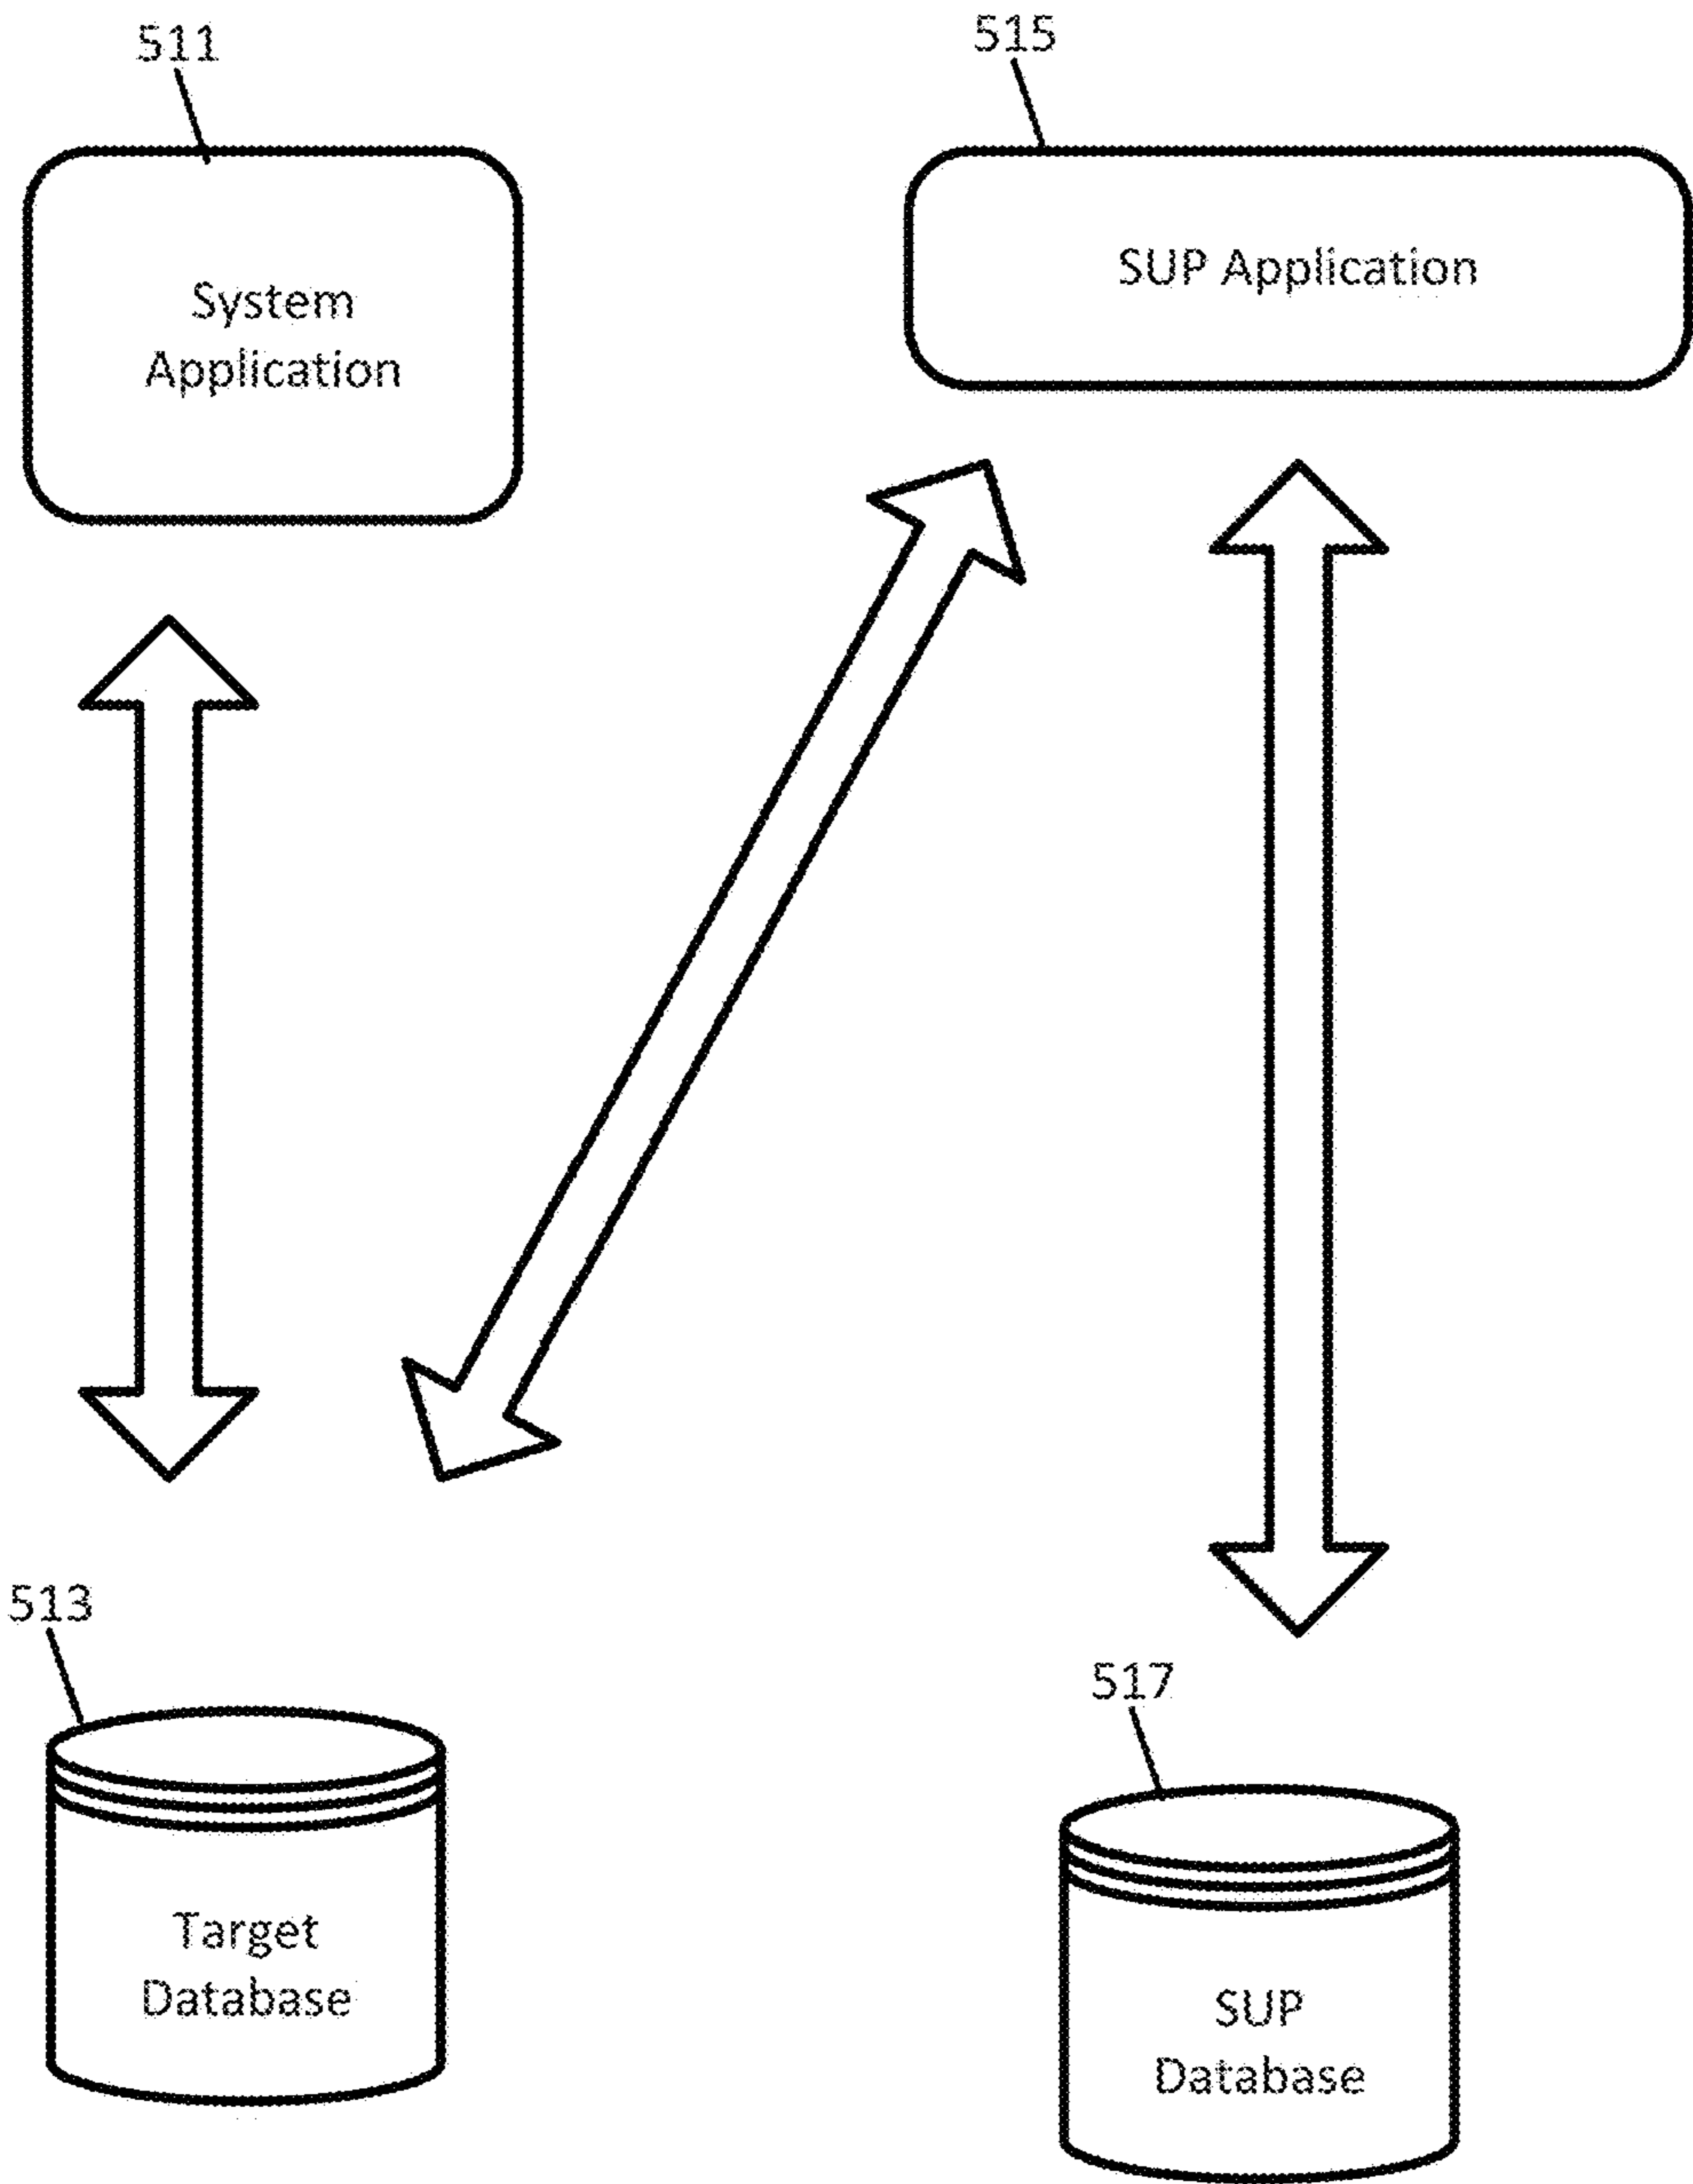 511
515
System
Application
SUP Application
513
517
Target
Database
SUP
Database